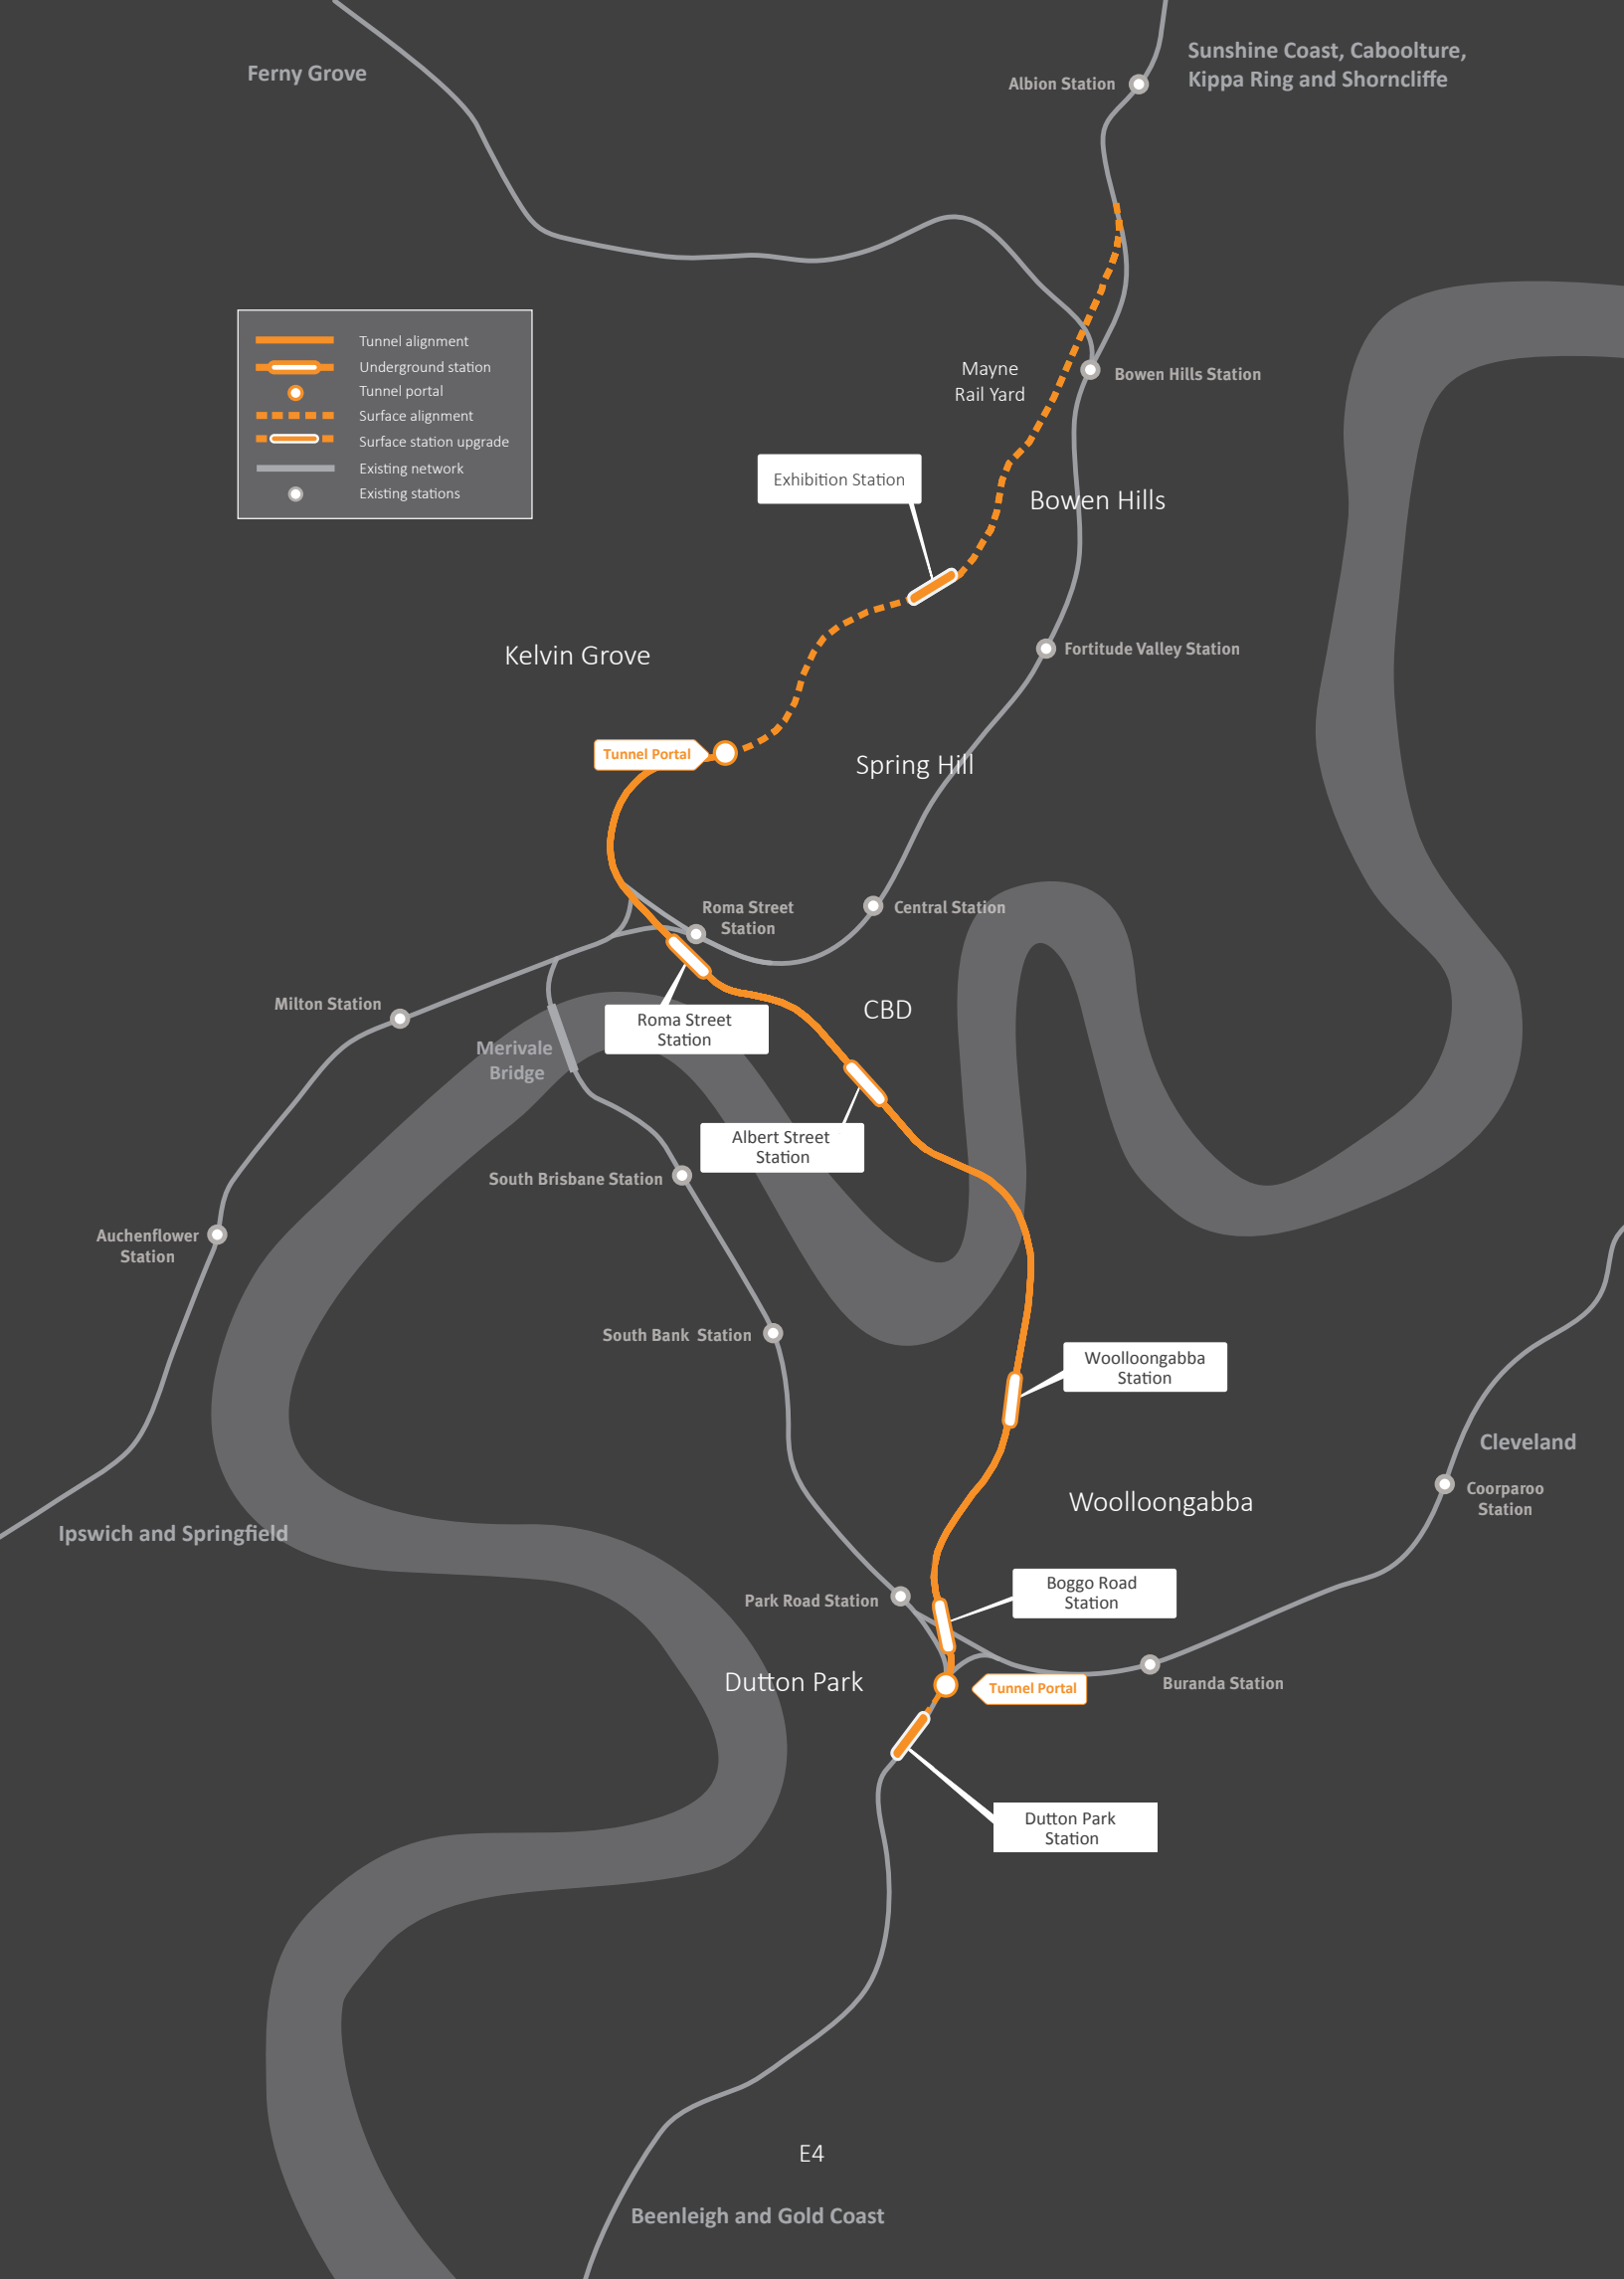 Sunshine Coast, Caboolture,
Kippa Ring and Shorncliffe
Ferny Grove
Albion Station
Tunnel alignment
Underground station
Tunnel portal
Surface alignment
Surface station upgrade
Existing network
Existing stations
Mayne
Rail Yard
Bowen Hills Station
Exhibition Station
Bowen Hills
Kelvin Grove
Fortitude Valley Station
Tunnel Portal
Spring Hill
Roma Street
Station
Central Station
Milton Station
CBD
Roma Street
Station
Merivale
Bridge
Albert Street
Station
South Brisbane Station
Auchenflower
Station
South Bank Station
Woolloongabba
Station
Cleveland
Coorparoo
Station
Woolloongabba
Ipswich and Springfield
Boggo Road
Station
Park Road Station
Dutton Park
Tunnel Portal
Buranda Station
Dutton Park
Station
E4
Beenleigh and Gold Coast